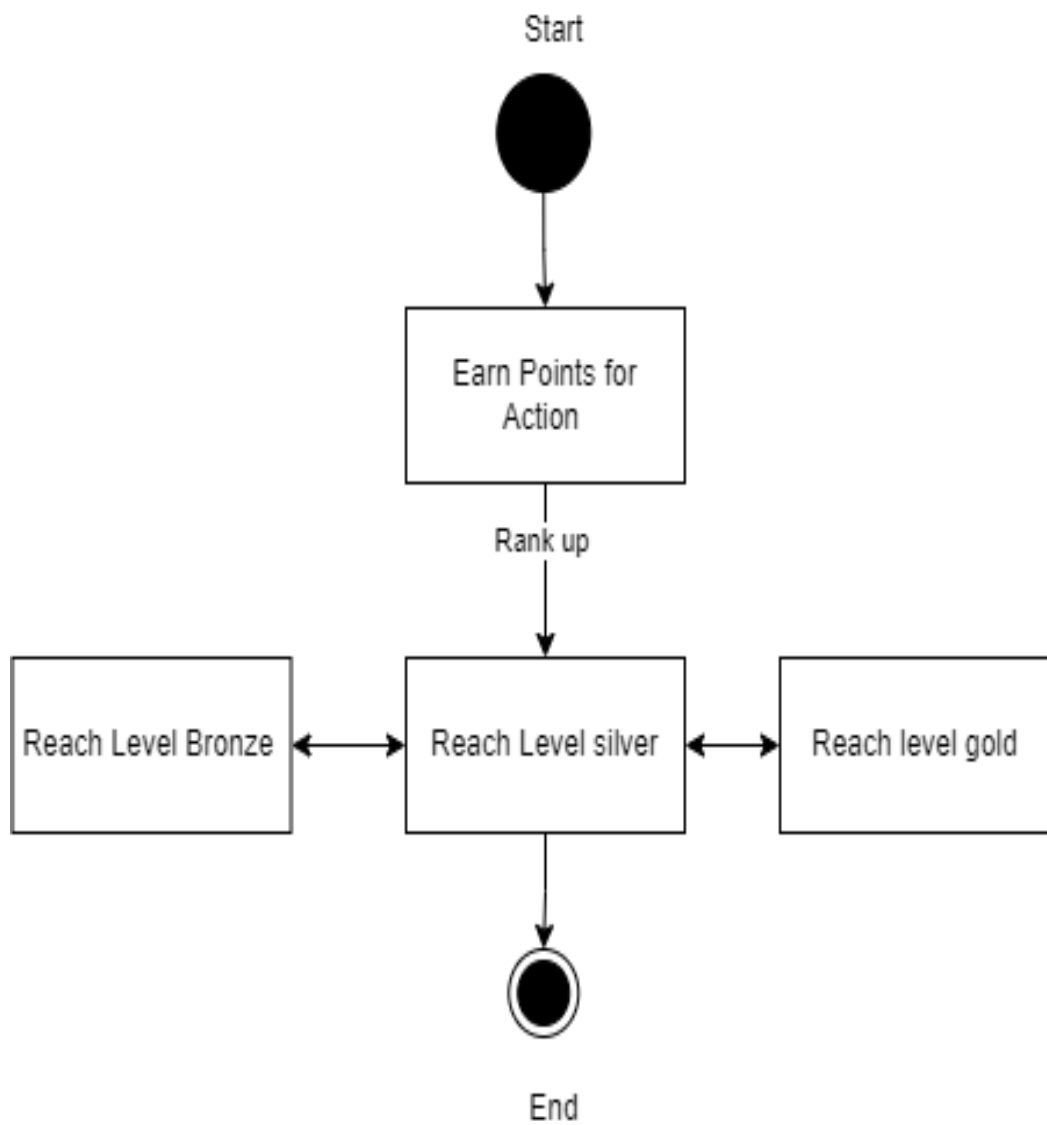 Start
Earn Points for
Action
Rank up
Reach Level Bronze
Reach Level silver
Reach level gold
End